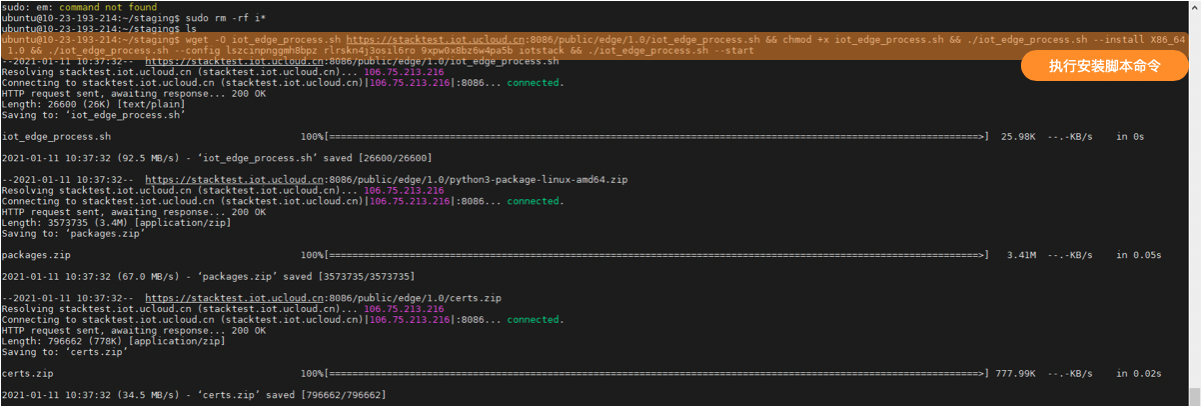 sudo: em: command not found
ubuntu@10-23-193-214:~/staging$ sudo rm -rf i*
ubuntu@10-23-193-214:~/staging$ ls
ubuntu@10-23-193-214:~/staging$ wget -O iot_edge_process.sh https://stacktest.iot.ucloud.cn:8086/public/edge/1.0/iot_edge_process.sh && chmod +x iot_edge_process.sh && ./iot_edge_process.sh --install X86_64
1.0 && ./iot_edge_process.sh --config lszcinpnggmh8bpz rlrskn4j3osil6ro 9xpw0x8bz6w4pa5b iotstack && ./iot_edge_process.sh --start
--2021-01-11 10:37:32-- https://stacktest.iot.ucloud.cn:8086/public/edge/1.0/iot_edge_process.sh
执行安装脚本命令
Resolving stacktest.iot.ucloud.cn (stacktest.iot.ucloud.cn)... 106.75.213.216
Connecting to stacktest.iot.ucloud.cn (stacktest.iot.ucloud.cn)|106.75.213.216|:8086... connected.
HTTP request sent, awaiting response... 200 OK
Length: 26600 (26K) [text/plain]
Saving to: ‘iot_edge_process.sh’
iot_edge_process.sh 100%[===================================================================================================================>] 25.98K --.-KB/s in 0s
2021-01-11 10:37:32 (92.5 MB/s) - ‘iot_edge_process.sh’ saved [26600/26600]
--2021-01-11 10:37:32-- https://stacktest.iot.ucloud.cn:8086/public/edge/1.0/python3-package-linux-amd64.zip
Resolving stacktest.iot.ucloud.cn (stacktest.iot.ucloud.cn)... 106.75.213.216
Connecting to stacktest.iot.ucloud.cn (stacktest.iot.ucloud.cn)|106.75.213.216|:8086... connected.
HTTP request sent, awaiting response... 200 OK
Length: 3573735 (3.4M) [application/zip]
Saving to: ‘packages.zip’
packages.zip 100%[===================================================================================================================>] 3.41M --.-KB/s in 0.05s
2021-01-11 10:37:32 (67.0 MB/s) - ‘packages.zip’ saved [3573735/3573735]
--2021-01-11 10:37:32-- https://stacktest.iot.ucloud.cn:8086/public/edge/1.0/certs.zip
Resolving stacktest.iot.ucloud.cn (stacktest.iot.ucloud.cn)... 106.75.213.216
Connecting to stacktest.iot.ucloud.cn (stacktest.iot.ucloud.cn)|106.75.213.216|:8086... connected.
HTTP request sent, awaiting response... 200 OK
Length: 796662 (778K) [application/zip]
Saving to: ‘certs.zip’
certs.zip 100%[===================================================================================================================>] 777.99K --.-KB/s in 0.02s
2021-01-11 10:37:32 (34.5 MB/s) - ‘certs.zip’ saved [796662/796662]